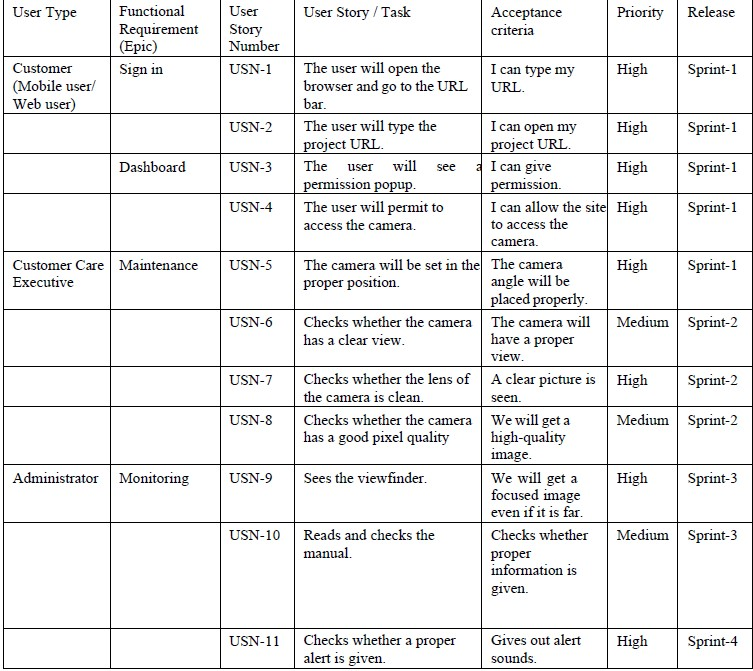 User Type Functional Requirement (Epic) User Story Number User Story / Task Acceptance criteria Priority Release
Customer (Mobile user/ Web user) Sign in USN-1 The user will open the browser and go to the URL bar. I can type my URL. High Sprint-1
USN-2 The user will type the project URL. I can open my project URL. High Sprint-1
Dashboard USN-3 The user will see a permission popup. I can give permission. High Sprint-1
USN-4 The user will permit to access the camera. I can allow the site to access the camera. High Sprint-1
Customer Care Executive Maintenance USN-5 The camera will be set in the proper position. The camera angle will be placed properly. High Sprint-1
USN-6 Checks whether the camera has a clear view. The camera will have a proper view. Medium Sprint-2
USN-7 Checks whether the lens of the camera is clean. A clear picture is seen. High Sprint-2
USN-8 Checks whether the camera has a good pixel quality We will get a high-quality image. Medium Sprint-2
Administrator Monitoring USN-9 Sees the viewfinder. We will get a focused image even if it is far. High Sprint-3
USN-10 Reads and checks the manual. Checks whether proper information is given. Medium Sprint-3
USN-11 Checks whether a proper alert is given. Gives out alert sounds. High Sprint-4